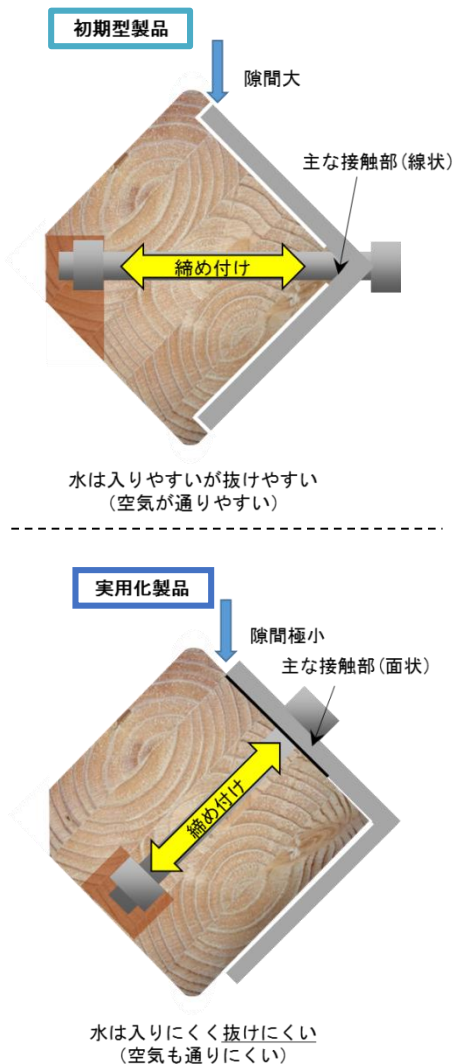 初期型製品
隙間大
主な接触部(線状)
締め付け
水は入りやすいが抜けやすい
(空気が通りやすい)
実用化製品
隙間極小
主な接触部(面状)
締め付け
水は入りにくく抜けにくい
(空気も通りにくい)